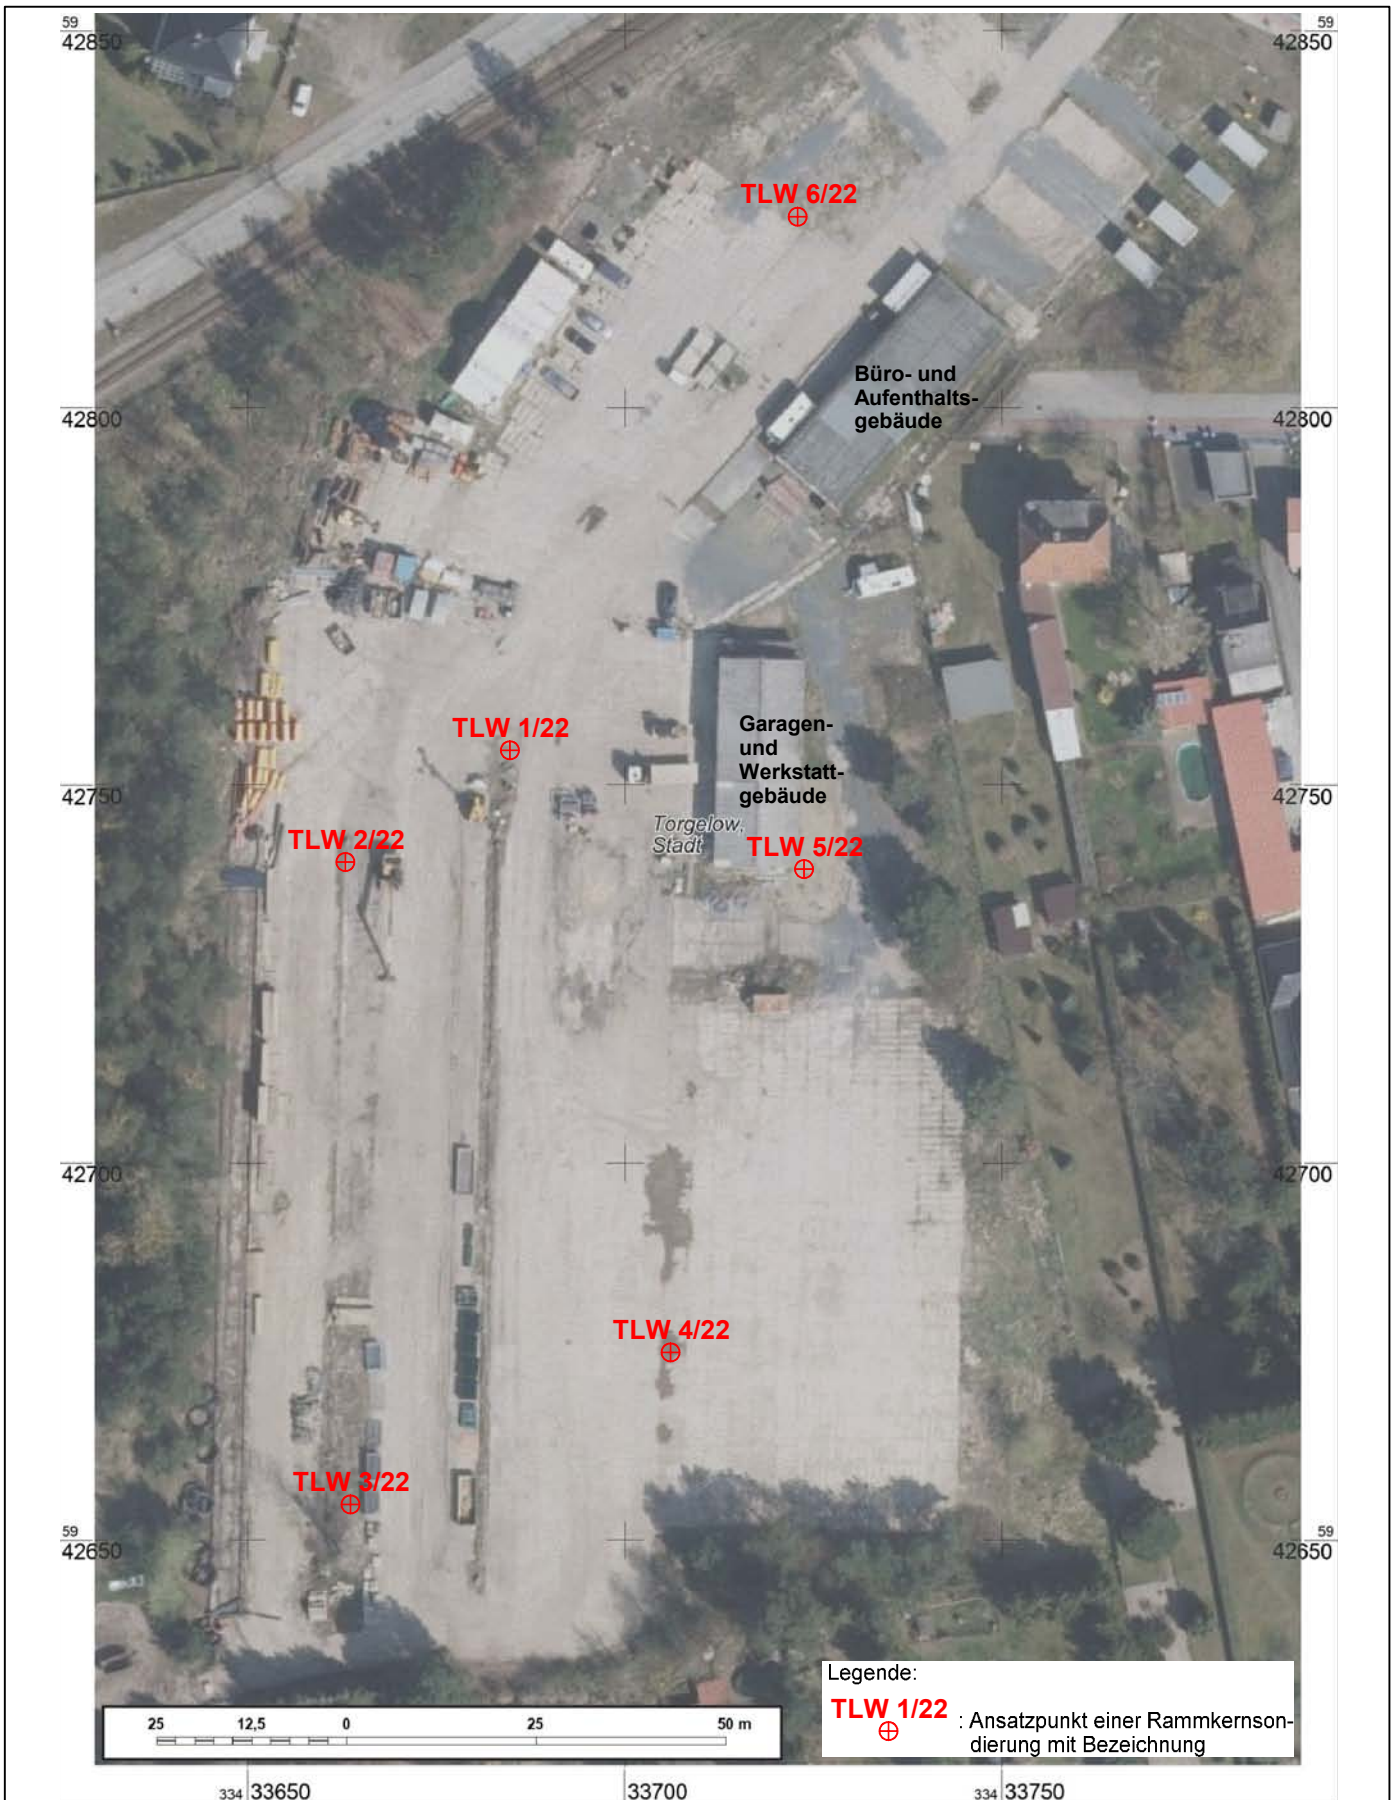 59
42850
59
42850
TLW 6/22
Büro- und
Aufenthalts-
gebäude
42800
42800
TLW 1/22
Garagen-
und
Werkstatt-
gebäude
42750
42750
TLW 2/22
Torgelow,
Stadt
TLW 5/22
42700
42700
TLW 4/22
TLW 3/22
59
42650
59
42650
Legende:
TLW 1/22 : Ansatzpunkt einer Rammkernson-
dierung mit Bezeichnung
25 12,5 0 25 50 m
334 33650 33700 334 33750